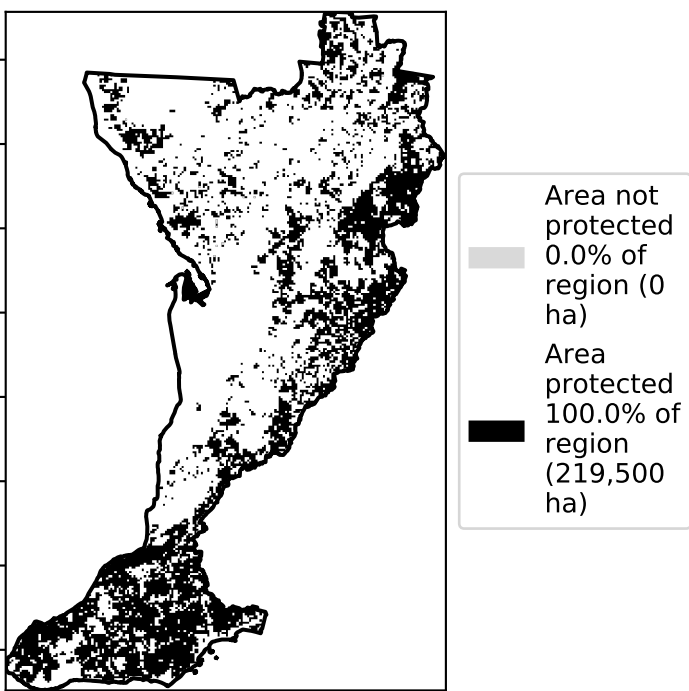 Area not
protected
0.0% of
region (0
ha)
Area
protected
100.0% of
region
(219,500
ha)